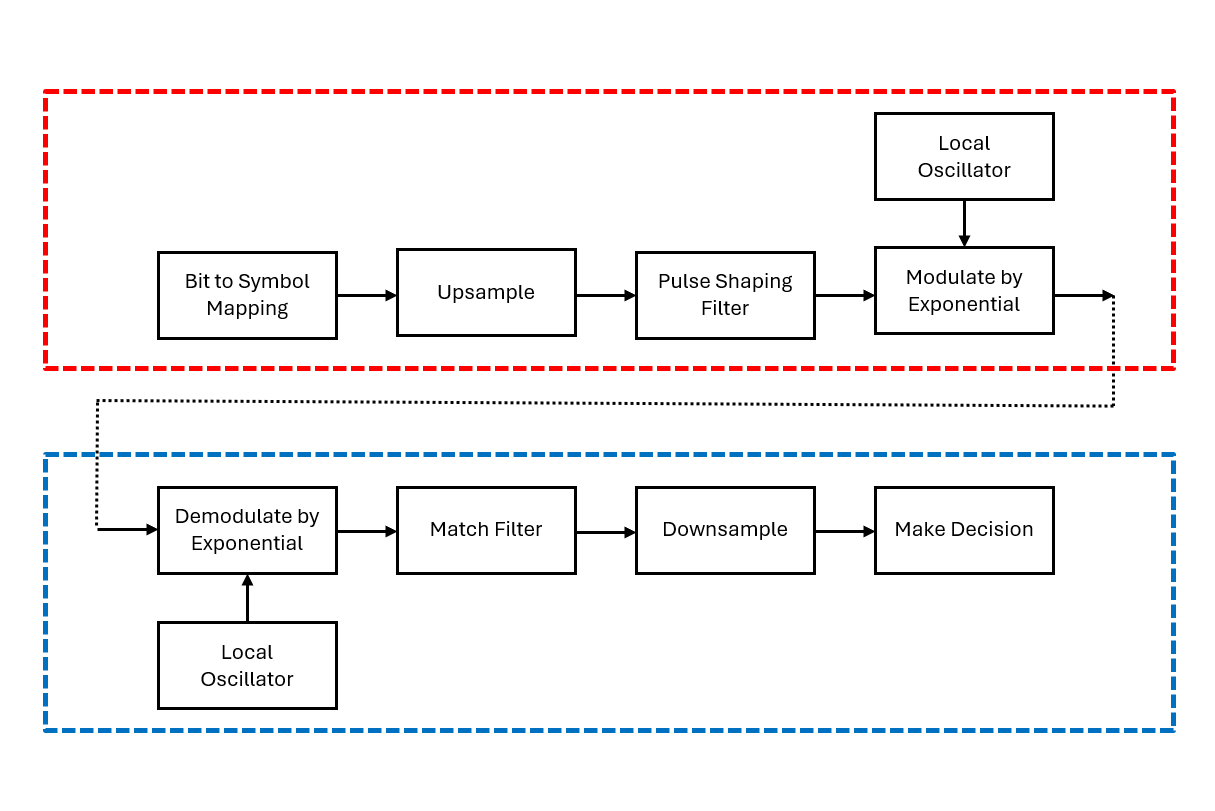 Local
Oscillator
Bit to Symbol
Mapping
Upsample
Pulse Shaping
Filter
Modulate by
Exponential
Demodulate by
Exponential
Match Filter
Downsample
Make Decision
Local
Oscillator